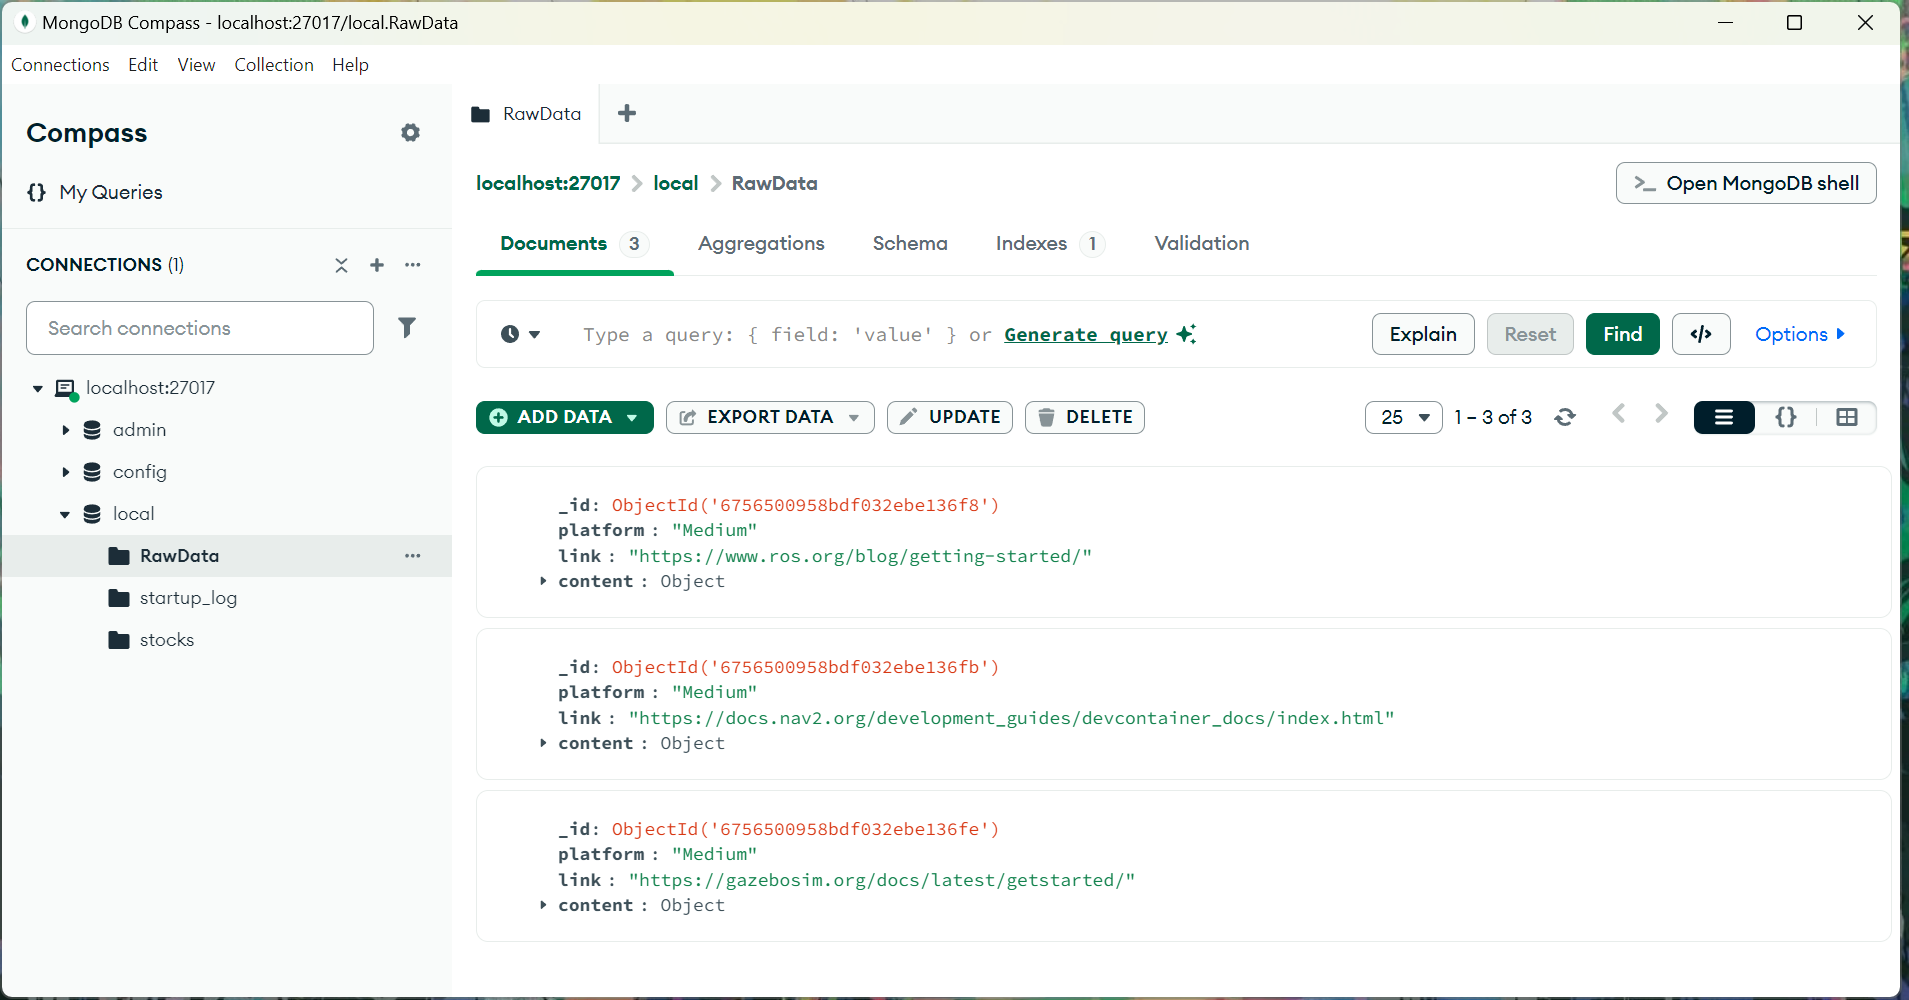 MongoDB Compass - localhost:27017/local.RawData
Connections Edit View Collection Help
Compass
My Queries
CONNECTIONS (1)
Search connections
localhost:27017
admin
config
local
RawData
startup_log
stocks
RawData
localhost:27017 > local > RawData
>_ Open MongoDB shell
Documents 3 Aggregations Schema Indexes 1 Validation
Type a query: { field: 'value' } or Generate query
Explain Reset Find </> Options
ADD DATA EXPORT DATA UPDATE DELETE
25 1 – 3 of 3 {}
_id: ObjectId('6756500958bdf032ebe136f8')
platform : "Medium"
link : "https://www.ros.org/blog/getting-started/"
content : Object
_id: ObjectId('6756500958bdf032ebe136fb')
platform : "Medium"
link : "https://docs.nav2.org/development_guides/devcontainer_docs/index.html"
content : Object
_id: ObjectId('6756500958bdf032ebe136fe')
platform : "Medium"
link : "https://gazebosim.org/docs/latest/getstarted/"
content : Object